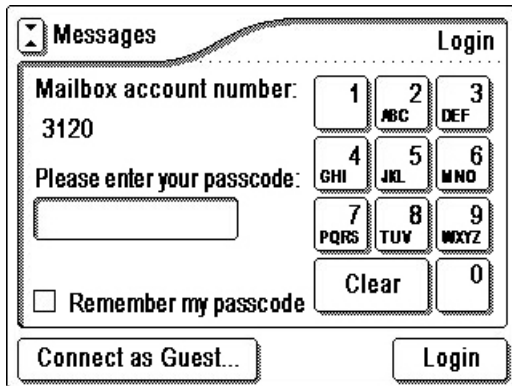 Messages
Login
Mailbox account number:
3120
Please enter your passcode:
Remember my passcode
1
2
ABC
3
DEF
4
GHI
5
JKL
6
MNO
7
PQRS
8
TUV
9
WXYZ
Clear
0
Connect as Guest...
Login